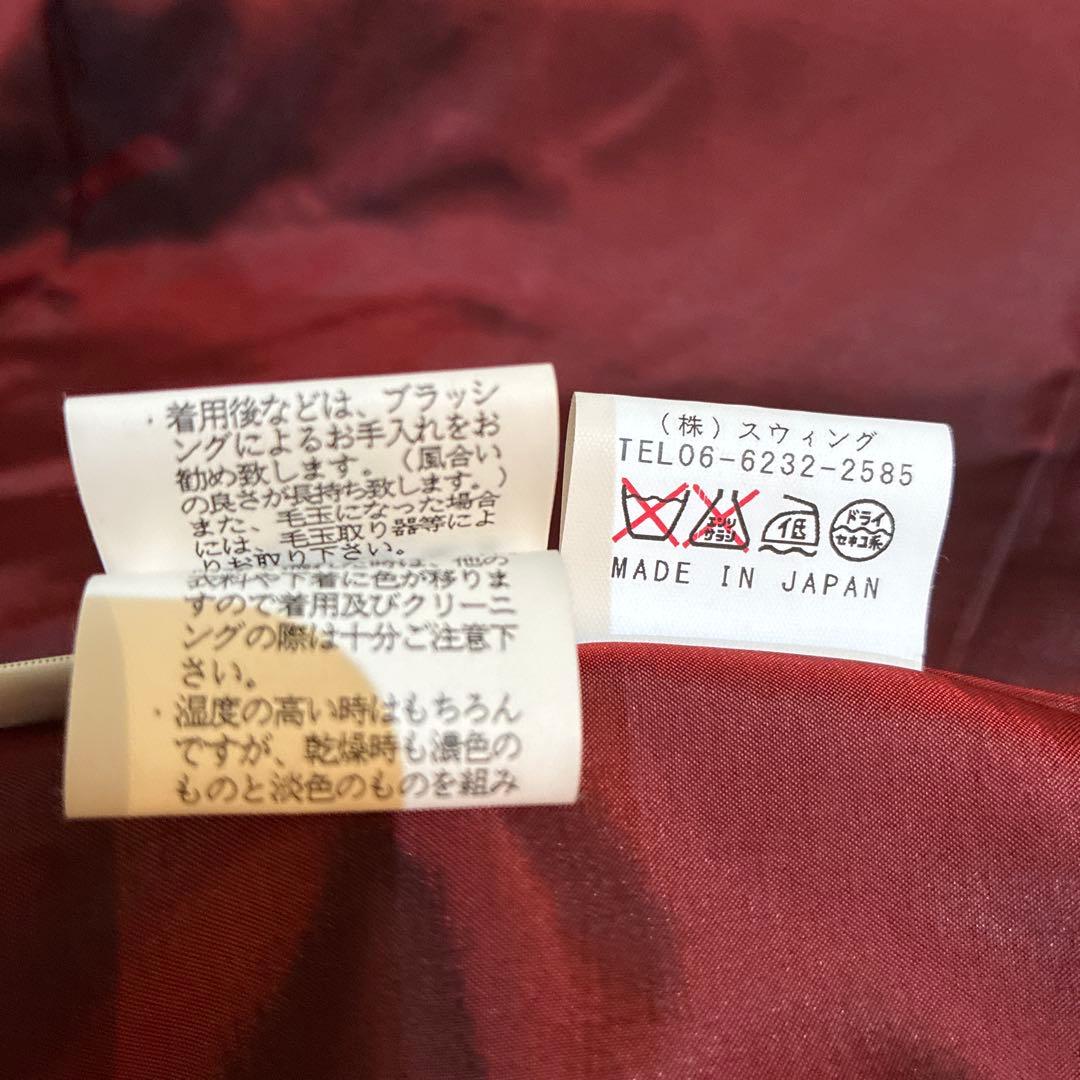 ・着用後などは、ブラッシ
ングによるお手入れをお
勧め致します。（風合い
の良さが長持ち致します。）
また、毛玉になった場合
には、毛玉取り器等によ
りお取り下さい。
他の
衣料や下着に色が移りま
すので着用及びクリーニ
ングの際は十分ご注意下
さい。
・湿度の高い時はもちろん
ですが、乾燥時も濃色の
ものと淡色のものを組み
（株）スウィング
TEL06-6232-2585
エンソ
サラシ
低
ドライ
セキユ系
MADE IN JAPAN